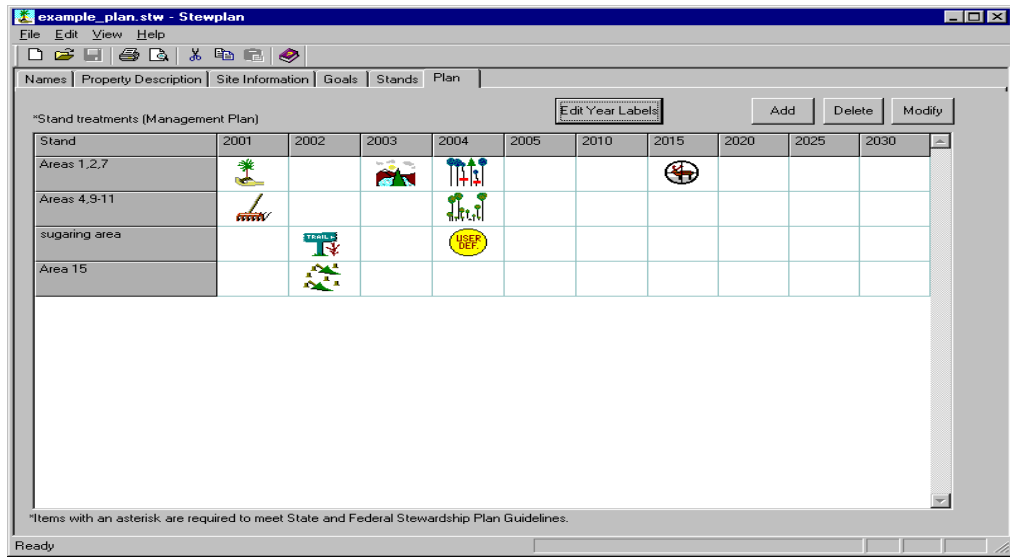 example_plan.stw - Stewplan
File Edit View Help
Names Property Description Site Information Goals Stands Plan
*Stand treatments (Management Plan) Edit Year Labels Add Delete Modify
Stand 2001 2002 2003 2004 2005 2010 2015 2020 2025 2030
Areas 1,2,7
Areas 4,9-11
sugaring area TRAIL USER DEF.
Area 15
*Items with an asterisk are required to meet State and Federal Stewardship Plan Guidelines.
Ready